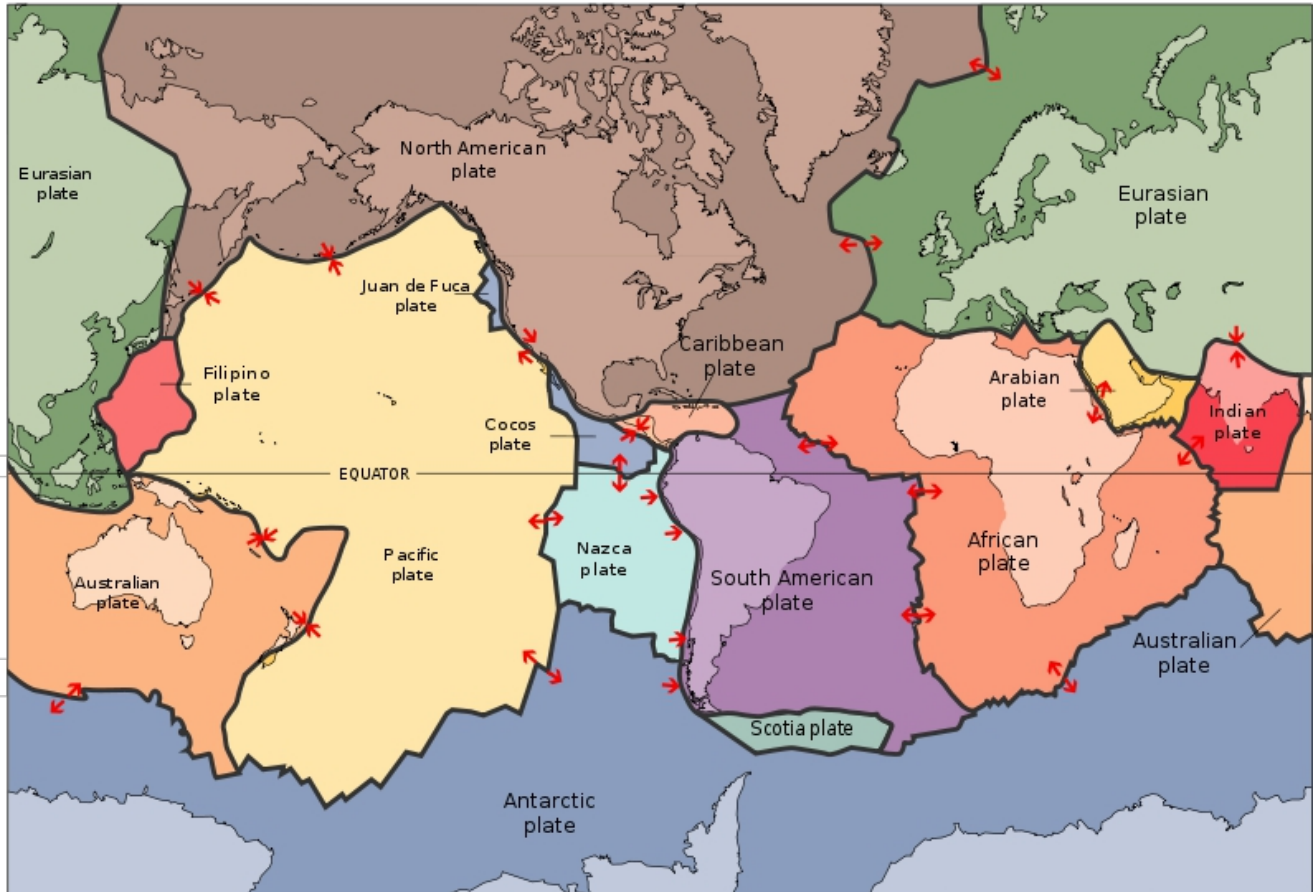 North American
plate
Eurasian
plate
Eurasian
plate
Juan de Fuca
plate
Caribbean
plate
Filipino
plate
Arabian
plate
Indian
plate
Cocos
plate
EQUATOR
Pacific
plate
Nazca
plate
African
plate
Australian
plate
South American
plate
Australian
plate
Scotia plate
Antarctic
plate